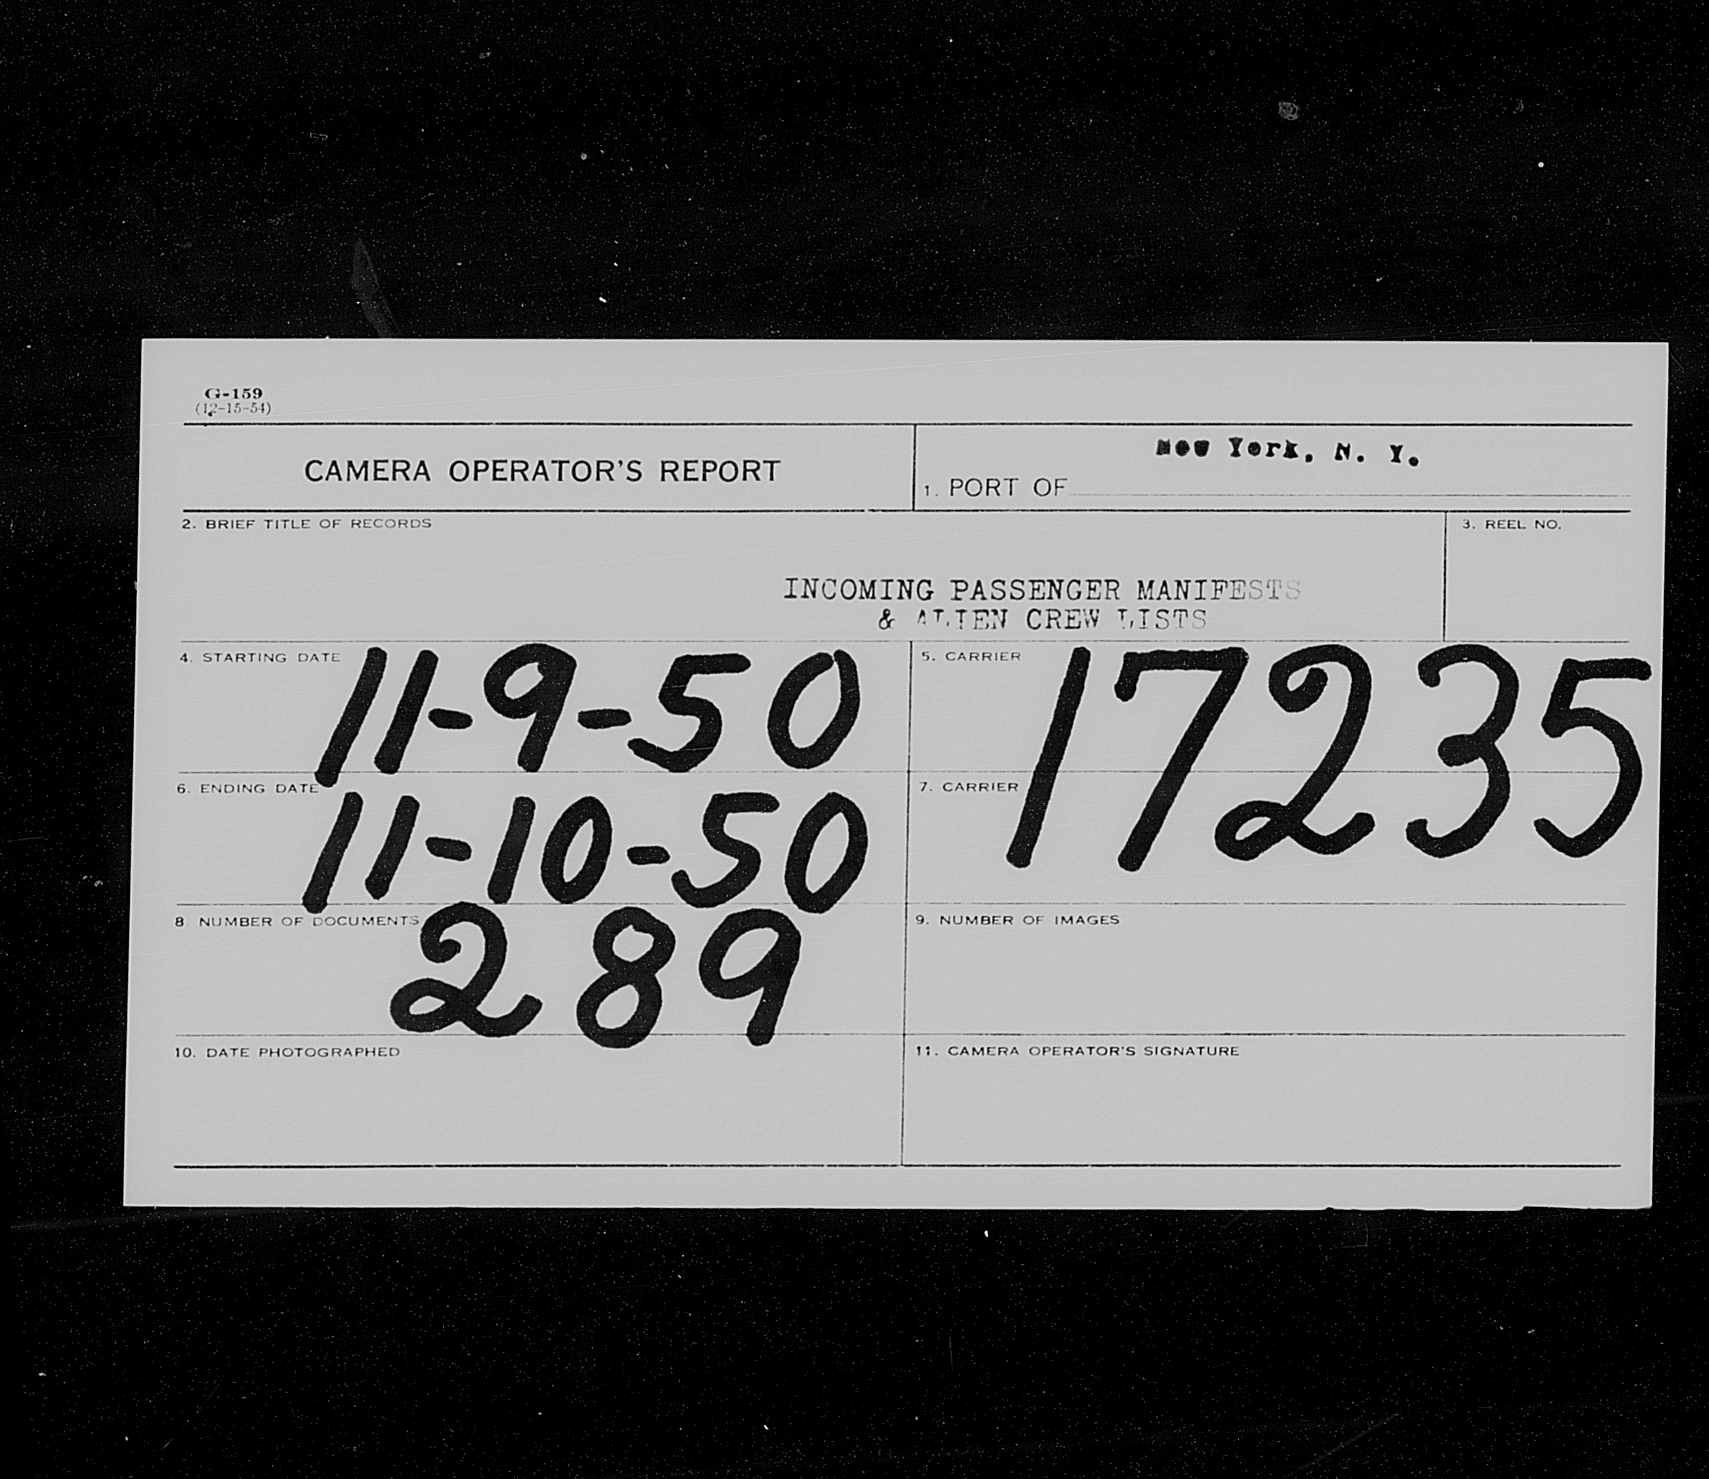 G-159
(12-15-54)
CAMERA OPERATOR'S REPORT
New York, N. Y.
1. PORT OF
2. BRIEF TITLE OF RECORDS
3. REEL NO.
INCOMING PASSENGER MANIFESTS
& ALIEN CREW LISTS
4. STARTING DATE 11-9-50
5. CARRIER 17235
6. ENDING DATE 11-10-50
7. CARRIER
8 NUMBER OF DOCUMENTS 289
9. NUMBER OF IMAGES
10. DATE PHOTOGRAPHED
11. CAMERA OPERATOR'S SIGNATURE